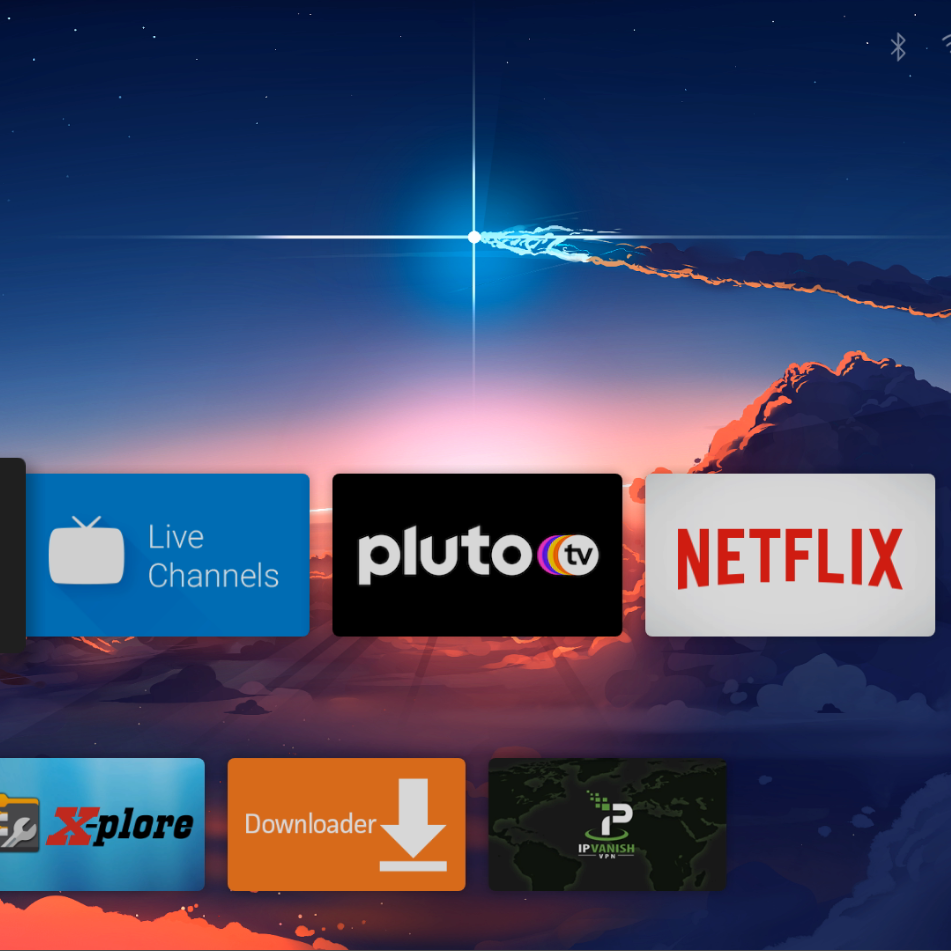 Live
Channels
pluto tv
NETFLIX
X-plore
Downloader
IPVANISH
VPN